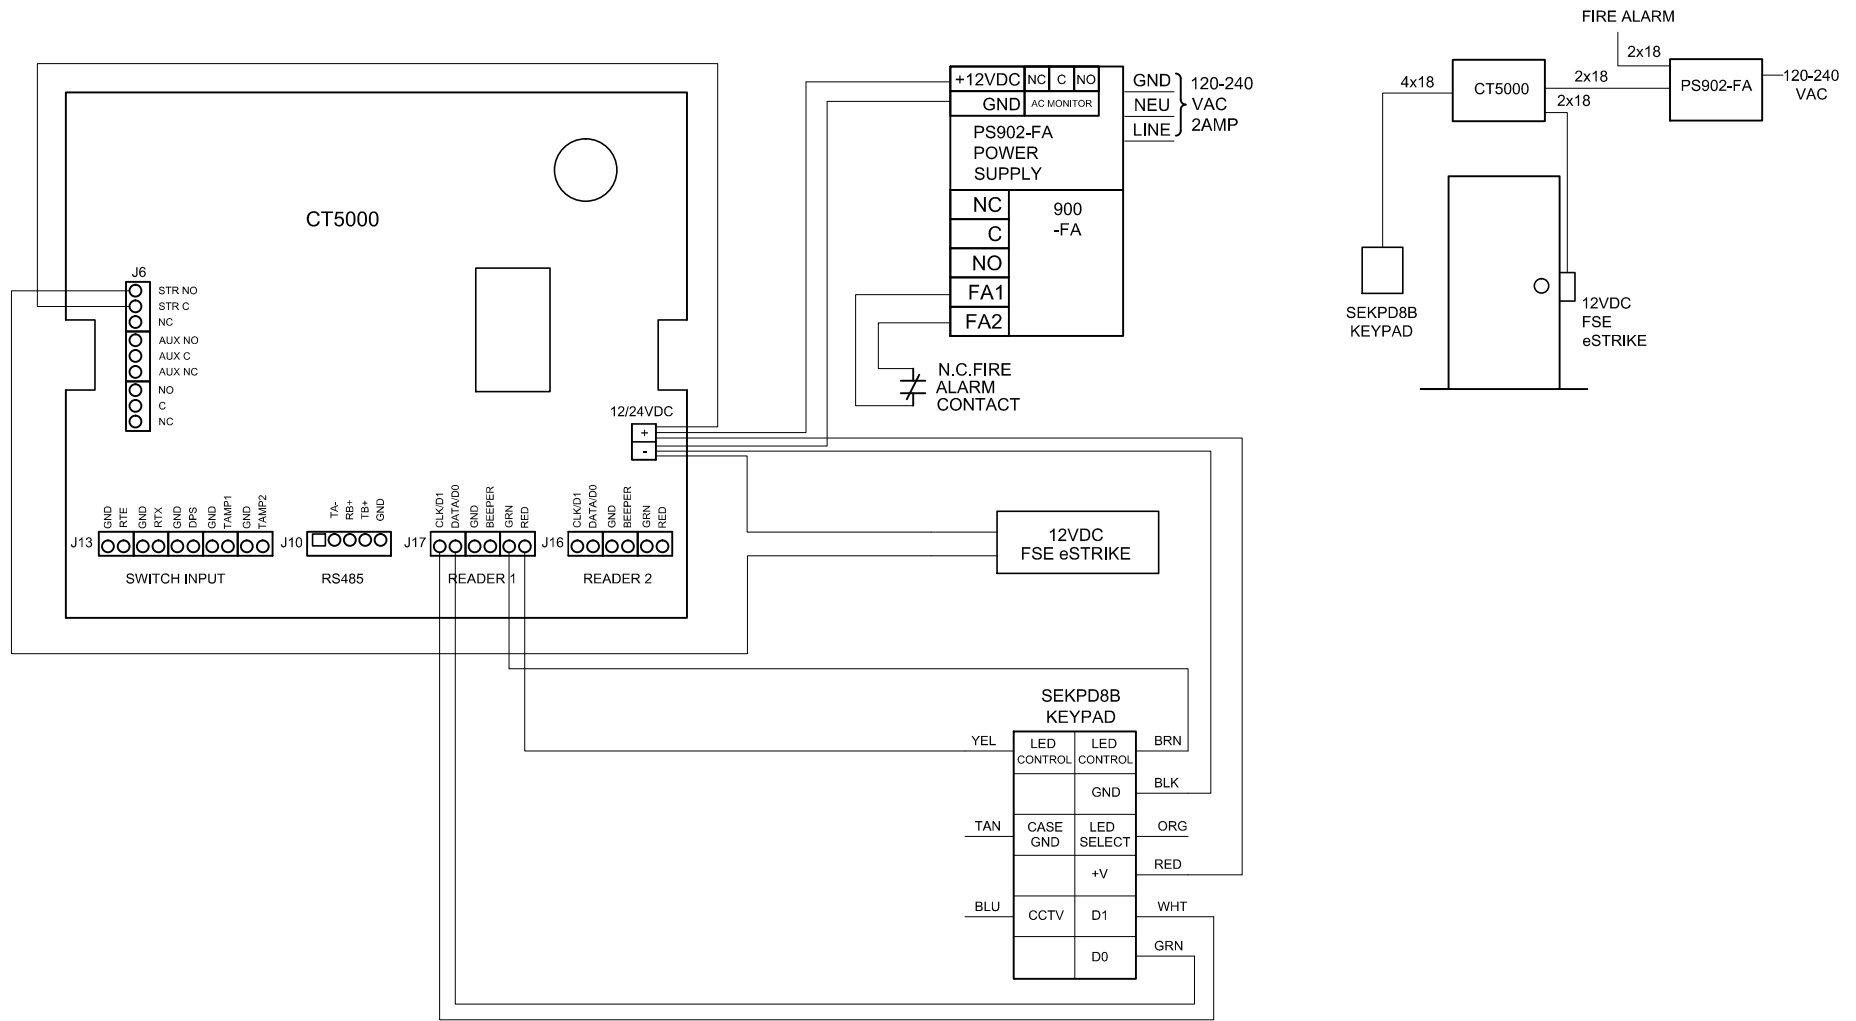 CT5000
J6
STR NO
STR C
NC
AUX NO
AUX C
AUX NC
NO
C
NC
12/24VDC
+
-
J13
GND
RTE
GND
RTX
GND
DPS
GND
TAMP1
GND
TAMP2
SWITCH INPUT
J10
TA-
RB+
TB+
GND
RS485
J17
CLK/D1
DATA/D0
GND
BEEPER
GRN
RED
READER 1
J16
CLK/D1
DATA/D0
GND
BEEPER
GRN
RED
READER 2
+12VDC
NC
C
NO
GND
AC MONITOR
PS902-FA
POWER
SUPPLY
GND
NEU
LINE
120-240
VAC
2AMP
NC
C
NO
FA1
FA2
900
-FA
N.C.FIRE
ALARM
CONTACT
12VDC
FSE eSTRIKE
SEKPD8B
KEYPAD
YEL
LED
CONTROL
LED
CONTROL
BRN
GND
BLK
TAN
CASE
GND
LED
SELECT
ORG
+V
RED
BLU
CCTV
D1
WHT
D0
GRN
FIRE ALARM
2x18
4x18
CT5000
2x18
2x18
PS902-FA
120-240
VAC
SEKPD8B
KEYPAD
12VDC
FSE
eSTRIKE